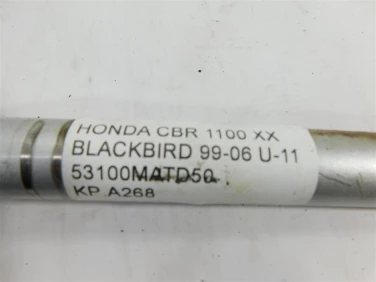 HONDA CBR 1100 XX
BLACKBIRD 99-06 U-11
53100MATD50
KP A268